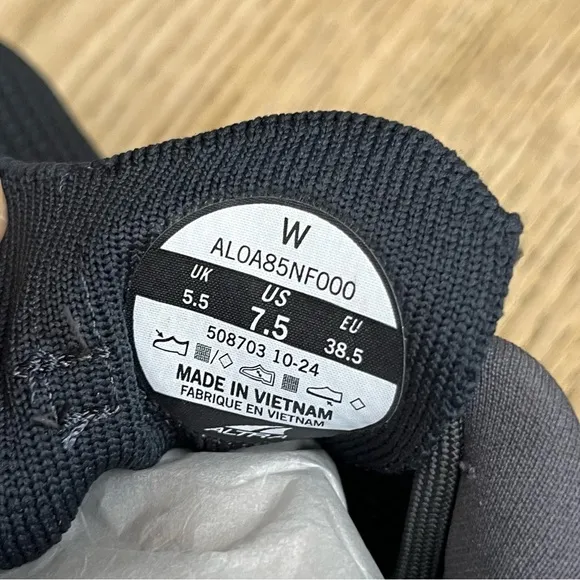 W
AL0A85NF000
UK US EU
5.5 7.5 38.5
508703 10-24
MADE IN VIETNAM
FABRIQUE EN VIETNAM
ALTRA